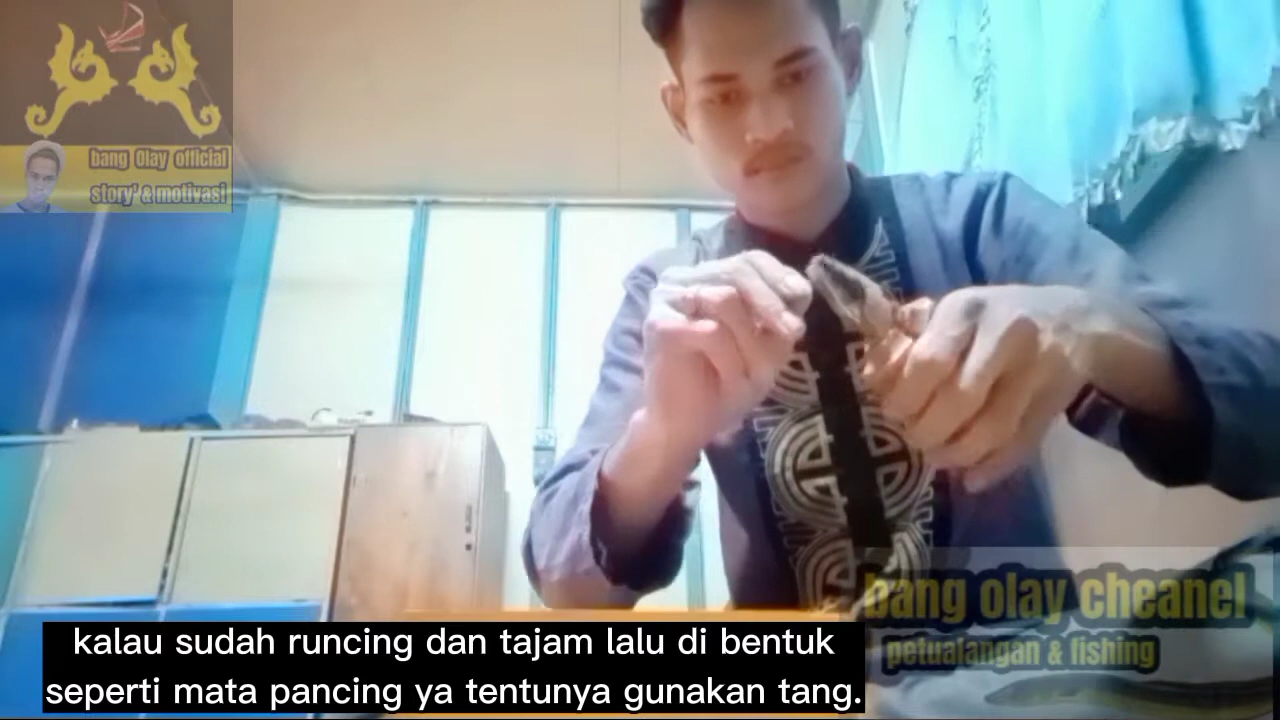 bang Olay official
story' & motivasi
bang olay cheanel
petualangan & fishing
kalau sudah runcing dan tajam lalu di bentuk
seperti mata pancing ya tentunya gunakan tang.